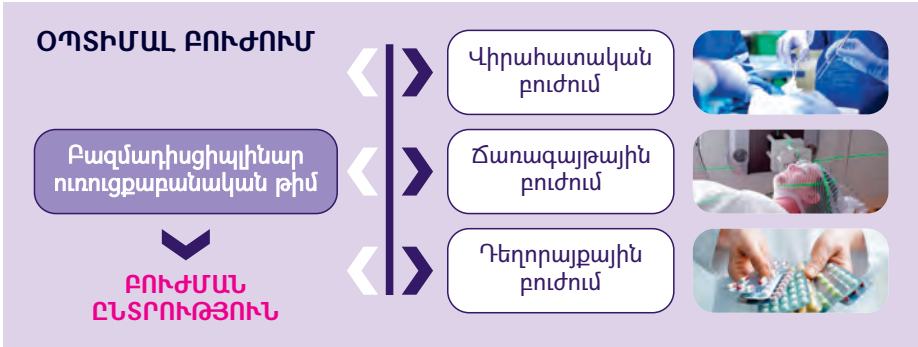 ՕՊՏԻՄԱԼ ԲՈՒԺՈՒՄ
Բազմադիսցիպլինար
ուռուցքաբանական թիմ
ԲՈՒԺՄԱՆ
ԸՆՏՐՈՒԹՅՈՒՆ
Վիրահատական
բուժում
Ճառագայթային
բուժում
Դեղորայքային
բուժում